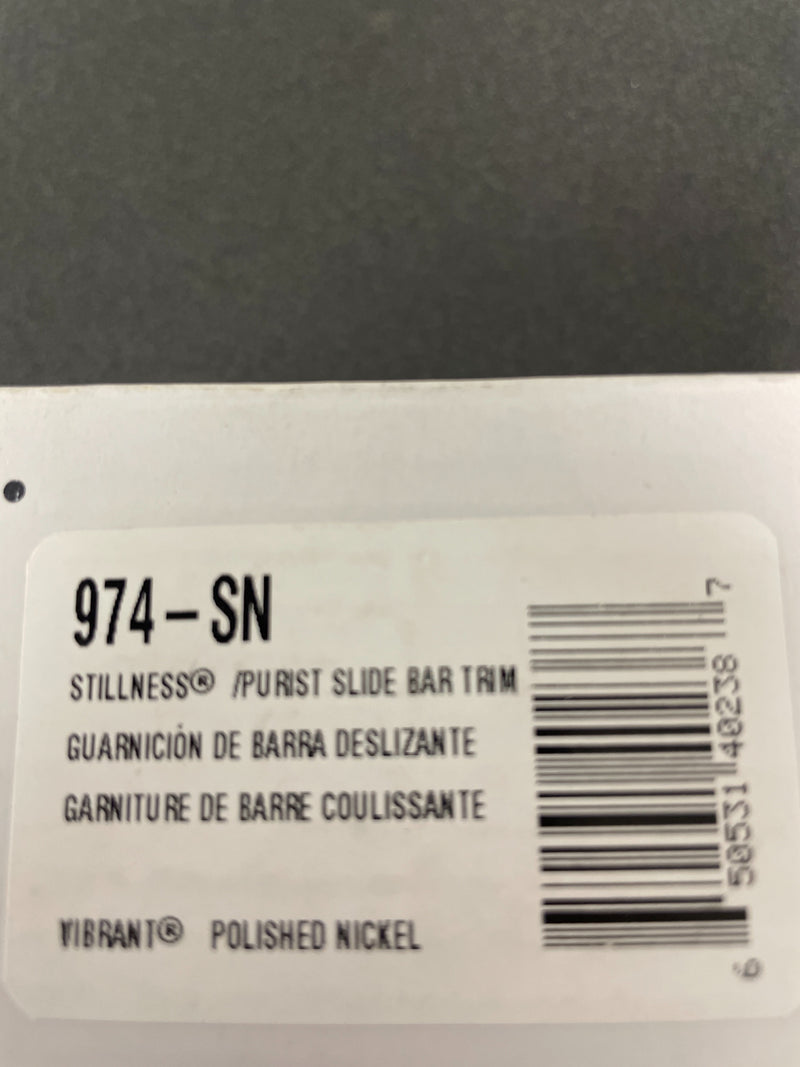 974-SN
STILLNESS® /PURIST SLIDE BAR TRIM
GUARNICIÓN DE BARRA DESLIZANTE
GARNITURE DE BARRE COULISSANTE
VIBRANT® POLISHED NICKEL
6 50531 40238 7